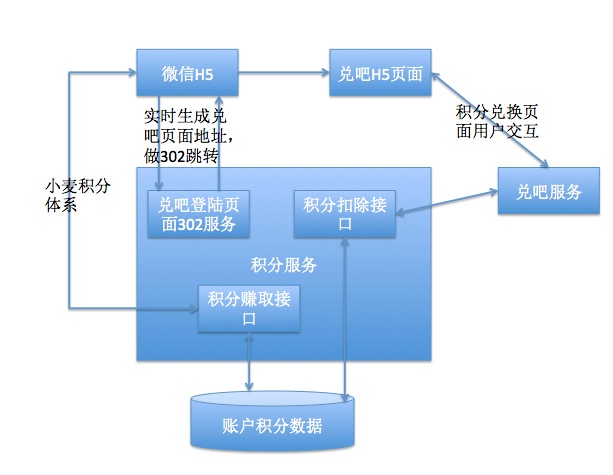 微信H5
兑吧H5页面
实时生成兑
吧页面地址，
做302跳转
积分兑换页
面用户交互
小麦积分
体系
兑吧登陆页
面302服务
积分扣除接
口
兑吧服务
积分服务
积分赚取接
口
账户积分数据